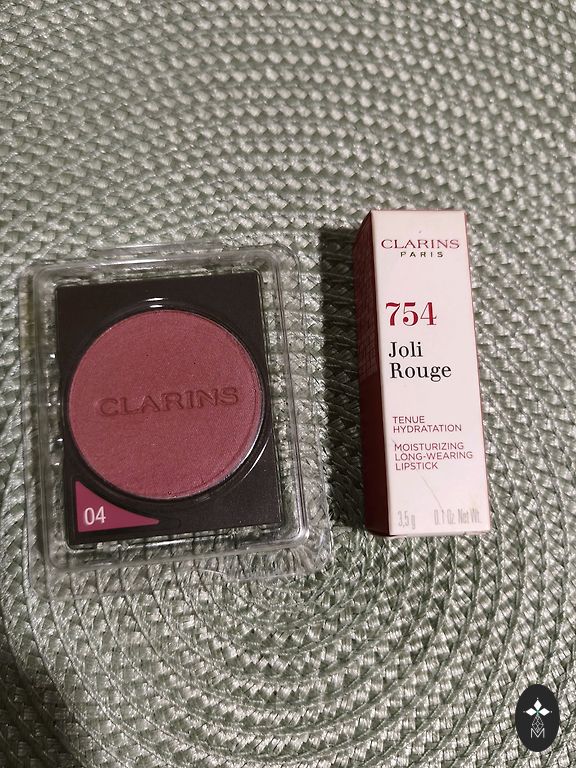 CLARINS
04
CLARINS
PARIS
754
Joli
Rouge
TENUE
HYDRATATION
MOISTURIZING
LONG-WEARING
LIPSTICK
3,5 g 0.1 Oz. Net Wt.
M